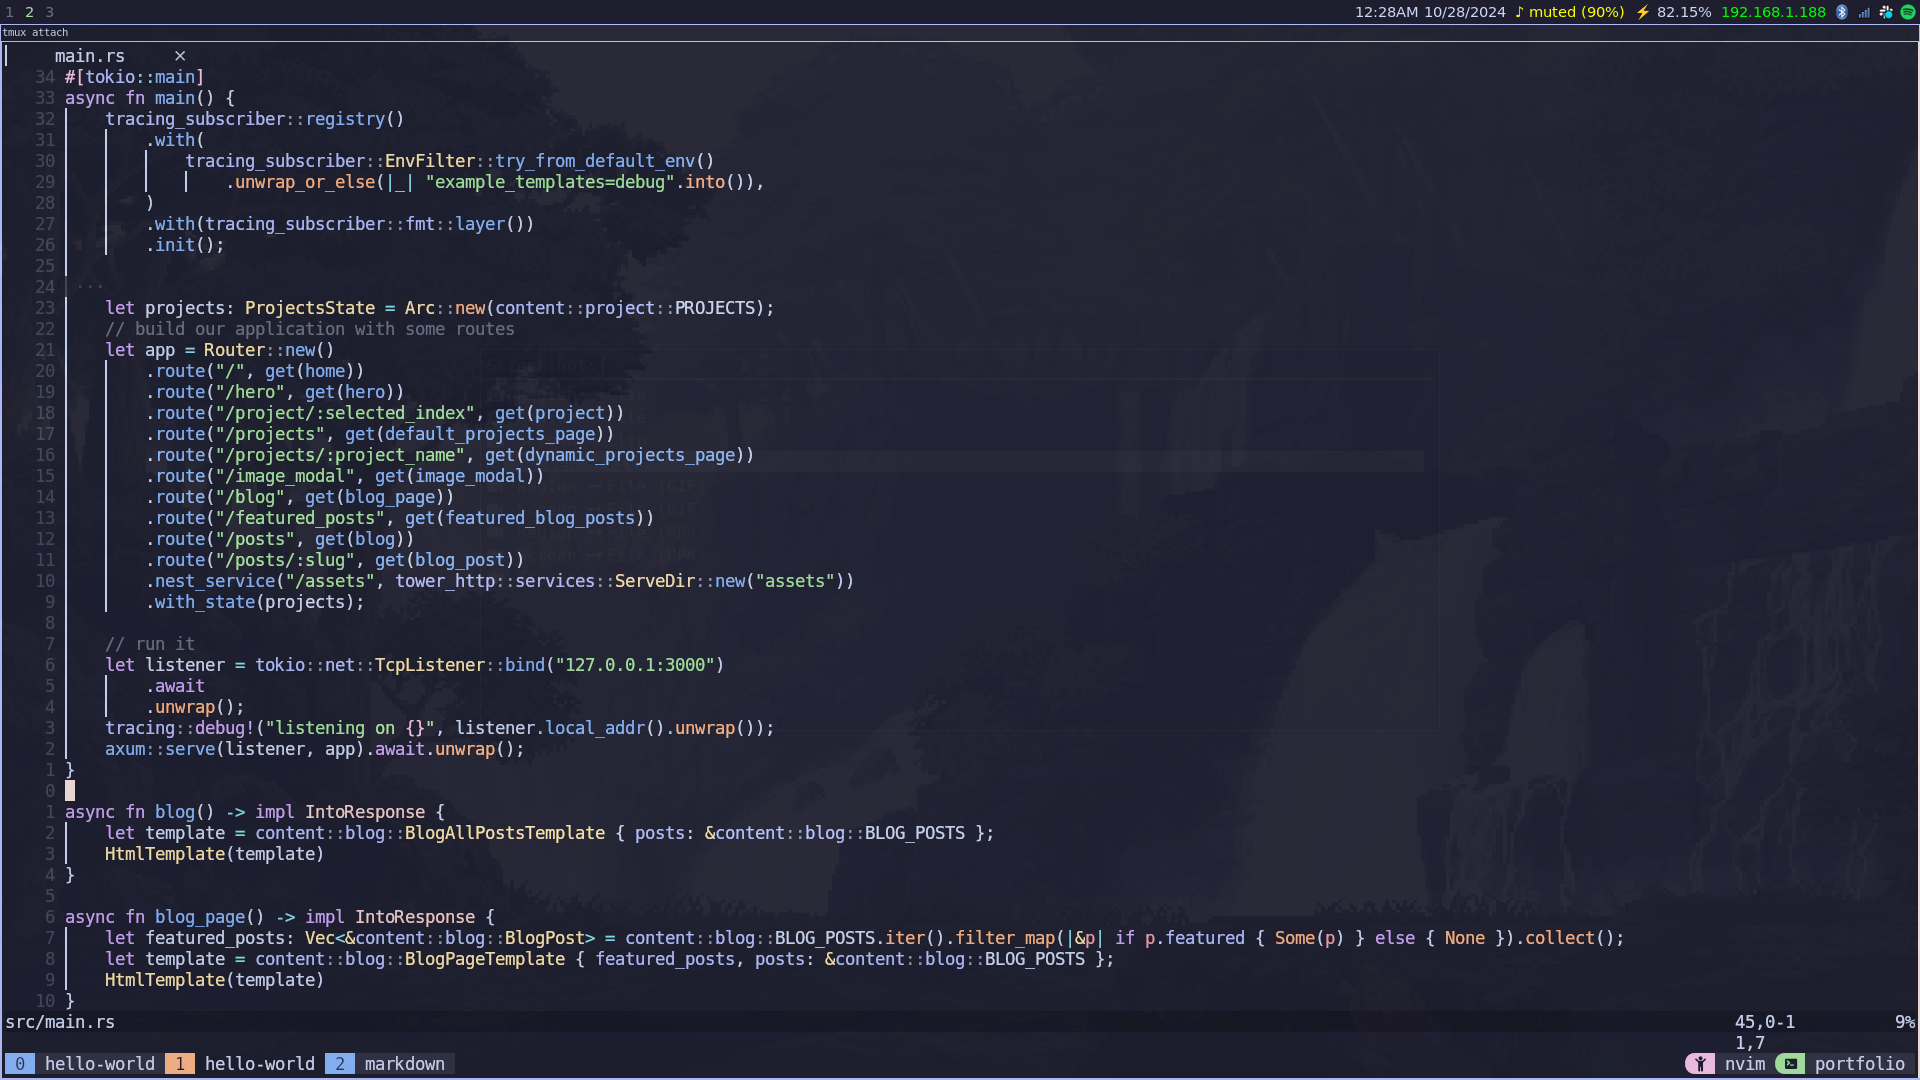 1 2 3
12:28AM 10/28/2024 ♪ muted (90%) ⚡ 82.15% 192.168.1.188
tmux attach
main.rs ×
34 #[tokio::main]
33 async fn main() {
32     tracing_subscriber::registry()
31         .with(
30             tracing_subscriber::EnvFilter::try_from_default_env()
29                 .unwrap_or_else(|_| "example_templates=debug".into()),
28         )
27         .with(tracing_subscriber::fmt::layer())
26         .init();
25
24 ...
23     let projects: ProjectsState = Arc::new(content::project::PROJECTS);
22     // build our application with some routes
21     let app = Router::new()
20         .route("/", get(home))
19         .route("/hero", get(hero))
18         .route("/project/:selected_index", get(project))
17         .route("/projects", get(default_projects_page))
16         .route("/projects/:project_name", get(dynamic_projects_page))
15         .route("/image_modal", get(image_modal))
14         .route("/blog", get(blog_page))
13         .route("/featured_posts", get(featured_blog_posts))
12         .route("/posts", get(blog))
11         .route("/posts/:slug", get(blog_post))
10         .nest_service("/assets", tower_http::services::ServeDir::new("assets"))
9         .with_state(projects);
8
7     // run it
6     let listener = tokio::net::TcpListener::bind("127.0.0.1:3000")
5         .await
4         .unwrap();
3     tracing::debug!("listening on {}", listener.local_addr().unwrap());
2     axum::serve(listener, app).await.unwrap();
1 }
0
1 async fn blog() -> impl IntoResponse {
2     let template = content::blog::BlogAllPostsTemplate { posts: &content::blog::BLOG_POSTS };
3     HtmlTemplate(template)
4 }
5
6 async fn blog_page() -> impl IntoResponse {
7     let featured_posts: Vec<&content::blog::BlogPost> = content::blog::BLOG_POSTS.iter().filter_map(|&p| if p.featured { Some(p) } else { None }).collect();
8     let template = content::blog::BlogPageTemplate { featured_posts, posts: &content::blog::BLOG_POSTS };
9     HtmlTemplate(template)
10 }
src/main.rs 45,0-1 9%
1,7
0 hello-world 1 hello-world 2 markdown nvim portfolio